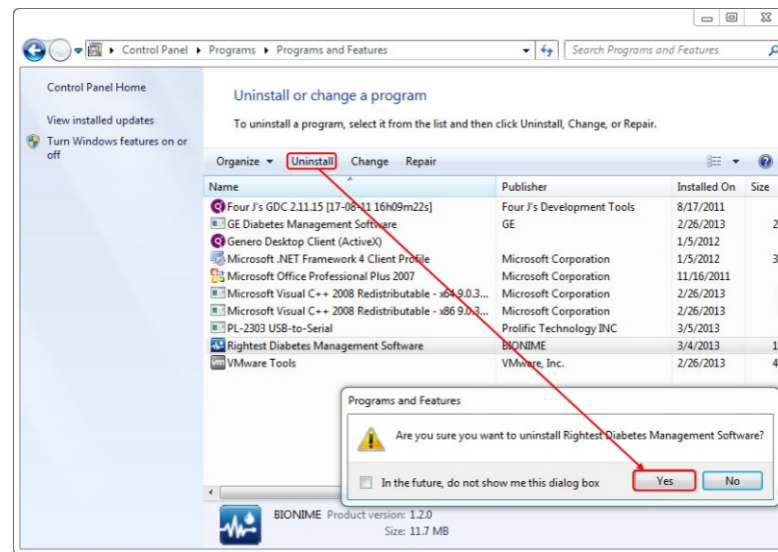 Control Panel ▸ Programs ▸ Programs and Features
Search Programs and Features
Control Panel Home
View installed updates
Turn Windows features on or
off
Uninstall or change a program
To uninstall a program, select it from the list and then click Uninstall, Change, or Repair.
Organize Uninstall Change Repair
Name Publisher Installed On Size
Four J's GDC 2.11.15 [17-08-11 16h09m22s] Four J's Development Tools 8/17/2011
GE Diabetes Management Software GE 2/26/2013 2
Genero Desktop Client (ActiveX) 1/5/2012
Microsoft .NET Framework 4 Client Profile Microsoft Corporation 1/5/2012 3
Microsoft Office Professional Plus 2007 Microsoft Corporation 11/16/2011
Microsoft Visual C++ 2008 Redistributable - x64 9.0.3... Microsoft Corporation 2/26/2013
Microsoft Visual C++ 2008 Redistributable - x86 9.0.3... Microsoft Corporation 2/26/2013
PL-2303 USB-to-Serial Prolific Technology INC 3/5/2013
Rightest Diabetes Management Software BIONIME 3/4/2013 1
VMware Tools VMware, Inc. 2/26/2013 4
Programs and Features
Are you sure you want to uninstall Rightest Diabetes Management Software?
In the future, do not show me this dialog box Yes No
BIONIME Product version: 1.2.0
Size: 11.7 MB